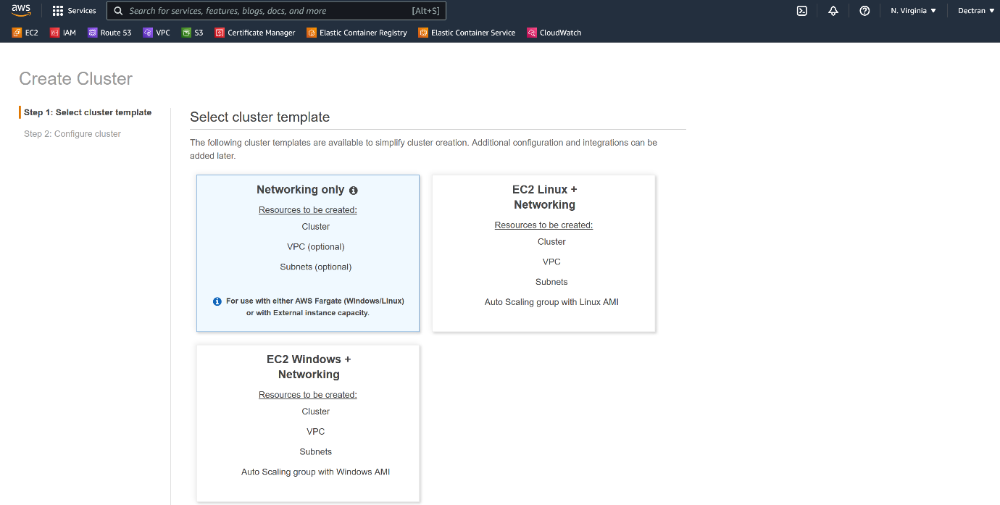 aws
Services
Search for services, features, blogs, docs, and more [Alt+S]
N. Virginia ▼
Dectran ▼
EC2 IAM Route 53 VPC S3 Certificate Manager Elastic Container Registry Elastic Container Service CloudWatch
Create Cluster
Step 1: Select cluster template
Step 2: Configure cluster
Select cluster template
The following cluster templates are available to simplify cluster creation. Additional configuration and integrations can be
added later.
Networking only
Resources to be created:
Cluster
VPC (optional)
Subnets (optional)
For use with either AWS Fargate (Windows/Linux)
or with External instance capacity.
EC2 Linux +
Networking
Resources to be created:
Cluster
VPC
Subnets
Auto Scaling group with Linux AMI
EC2 Windows +
Networking
Resources to be created:
Cluster
VPC
Subnets
Auto Scaling group with Windows AMI